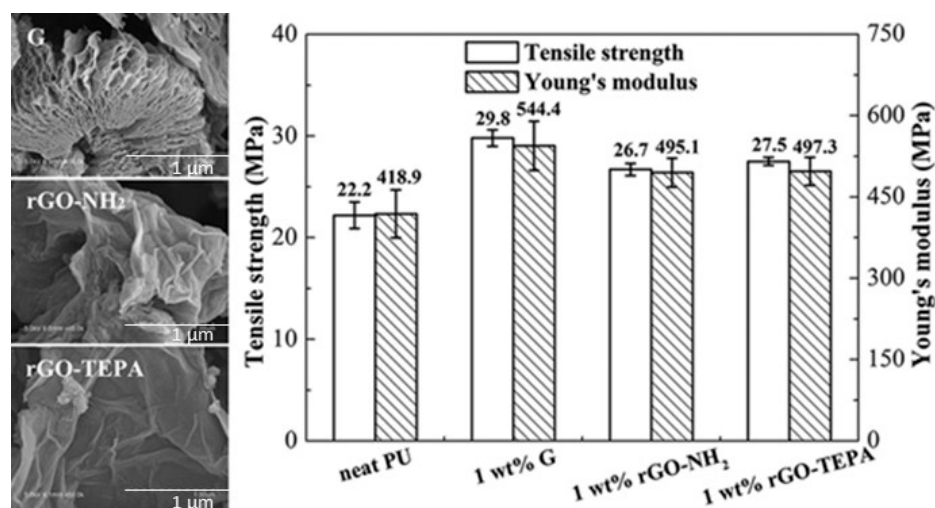 G
1 μm
rGO-NH₂
1 μm
rGO-TEPA
1 μm
Tensile strength (MPa)
40
30
20
10
0
Tensile strength
Young's modulus
22.2 418.9
29.8 544.4
26.7 495.1
27.5 497.3
neat PU
1 wt% G
1 wt% rGO-NH₂
1 wt% rGO-TEPA
750
600
450
300
150
0
Young's modulus (MPa)